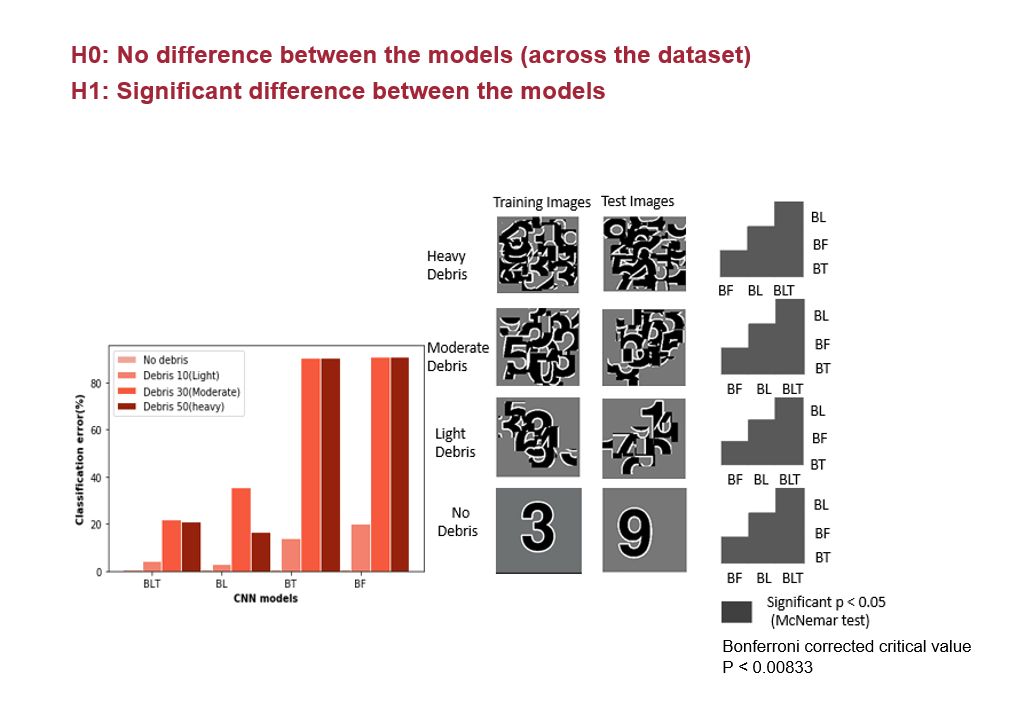 H0: No difference between the models (across the dataset)
H1: Significant difference between the models
Training Images Test Images
Heavy
Debris
BL
BF
BT
BF BL BLT
Moderate
Debris
BL
BF
BT
BF BL BLT
Light
Debris
BL
BF
BT
BF BL BLT
No
Debris
3
9
BL
BF
BT
BF BL BLT
Significant p < 0.05
(McNemar test)
Bonferroni corrected critical value
P < 0.00833
No debris
Debris 10(Light)
Debris 30(Moderate)
Debris 50(heavy)
Classification error(%)
80
60
40
20
0
BLT BL BT BF
CNN models